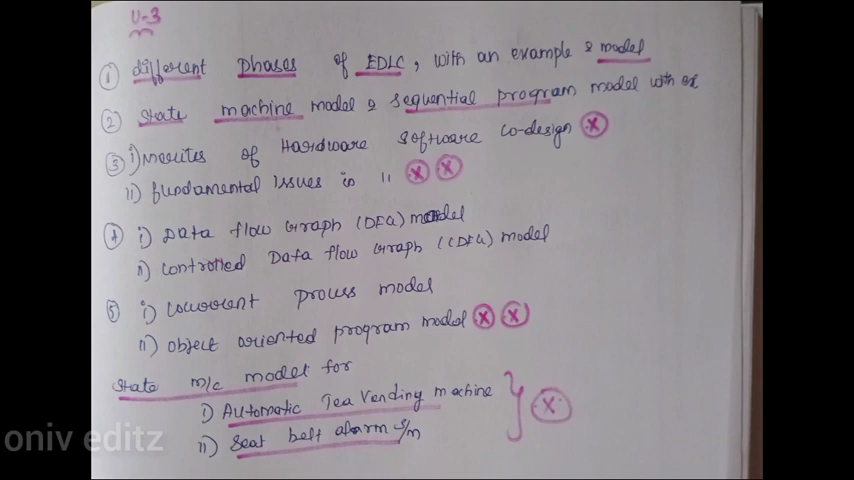 U-3
① different phases of EDLC, with an example & model
② state machine model & sequential program model with ex
③ i) merites of Hardware software co-design ⓧ
ii) fundamental issues in 11 ⓧ ⓧ
④ i) Data flow Graph (DFG) model
ii) controlled Data flow Graph (CDFG) model
⑤ i) cocurrent process model
ii) object oriented program model ⓧ ⓧ
state m/c model for
i) Automatic Tea Vending machine
ii) Seat belt alarm s/m } ⓧ
oniv editz